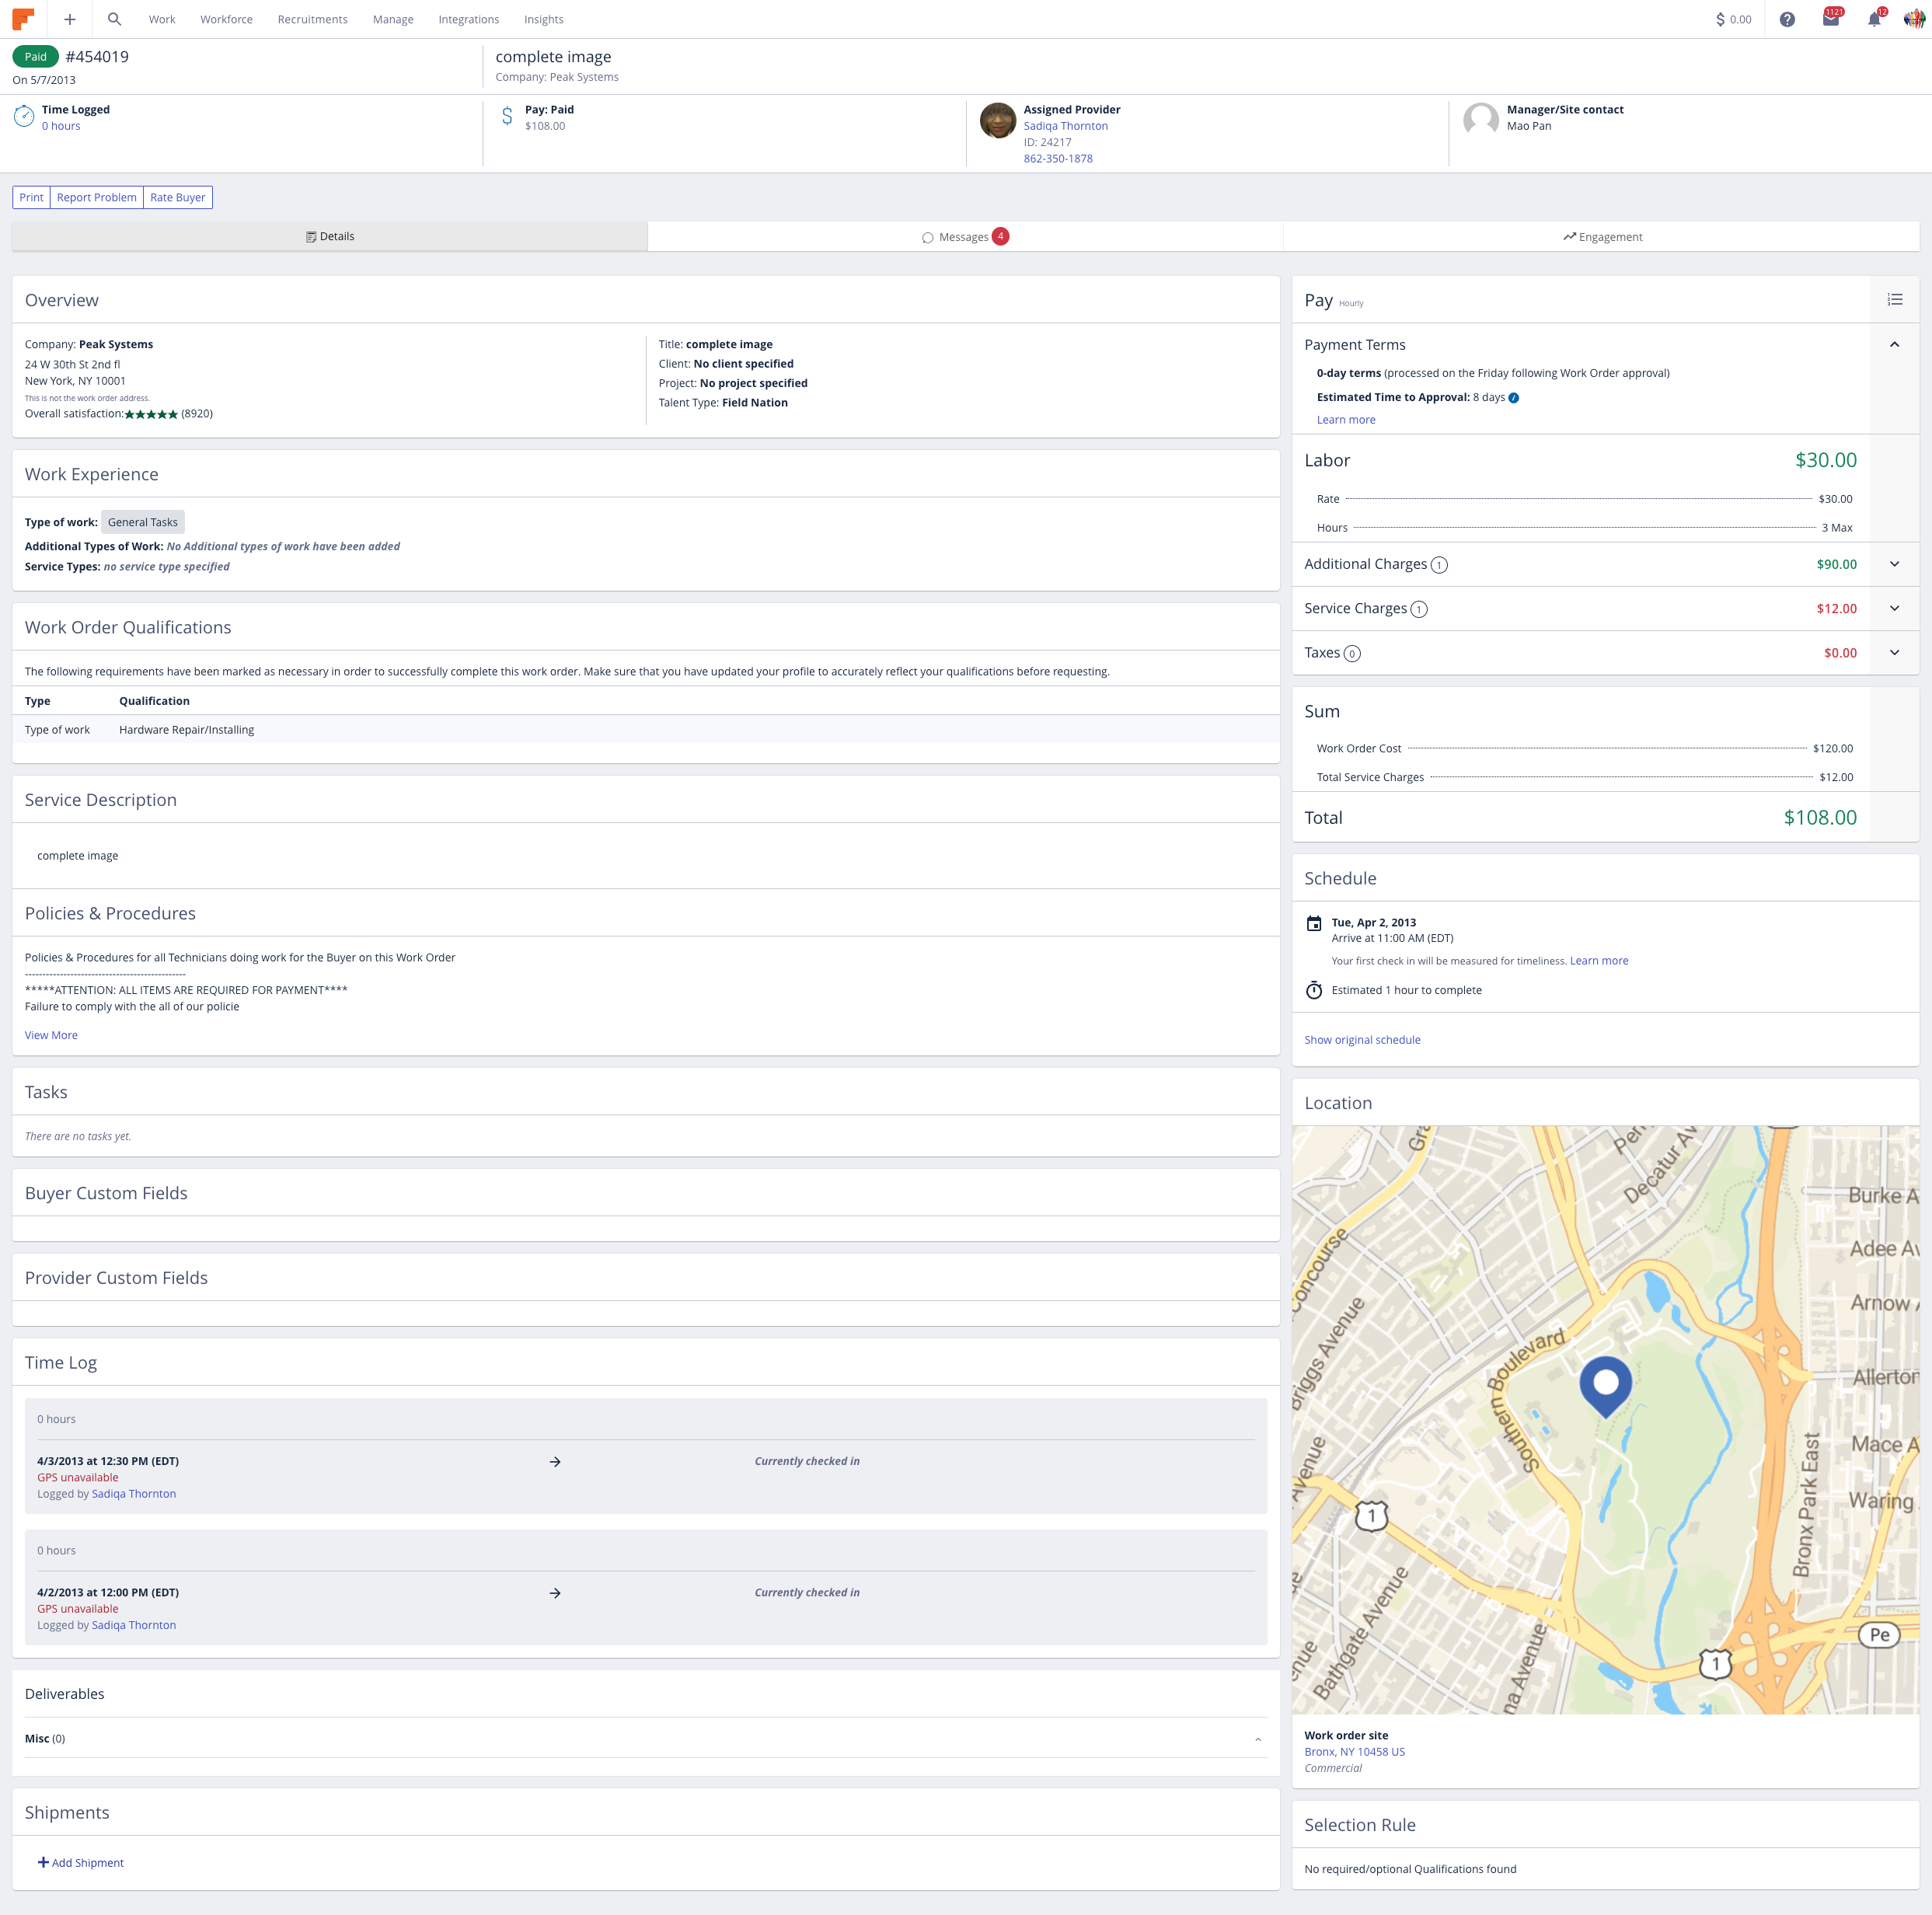 Work Workforce Recruitments Manage Integrations Insights
$ 0.00
1121
12
Paid #454019
On 5/7/2013
complete image
Company: Peak Systems
Time Logged
0 hours
Pay: Paid
$108.00
Assigned Provider
Sadiqa Thornton
ID: 24217
862-350-1878
Manager/Site contact
Mao Pan
Print Report Problem Rate Buyer
Details
Messages 4
Engagement
Overview
Company: Peak Systems
24 W 30th St 2nd fl
New York, NY 10001
This is not the work order address.
Overall satisfaction:★★★★★ (8920)
Title: complete image
Client: No client specified
Project: No project specified
Talent Type: Field Nation
Work Experience
Type of work: General Tasks
Additional Types of Work: No Additional types of work have been added
Service Types: no service type specified
Work Order Qualifications
The following requirements have been marked as necessary in order to successfully complete this work order. Make sure that you have updated your profile to accurately reflect your qualifications before requesting.
Type Qualification
Type of work Hardware Repair/Installing
Service Description
complete image
Policies & Procedures
Policies & Procedures for all Technicians doing work for the Buyer on this Work Order
----------------------------------------------
*****ATTENTION: ALL ITEMS ARE REQUIRED FOR PAYMENT****
Failure to comply with the all of our policie
View More
Tasks
There are no tasks yet.
Buyer Custom Fields
Provider Custom Fields
Time Log
0 hours
4/3/2013 at 12:30 PM (EDT)
Currently checked in
GPS unavailable
Logged by Sadiqa Thornton
0 hours
4/2/2013 at 12:00 PM (EDT)
Currently checked in
GPS unavailable
Logged by Sadiqa Thornton
Deliverables
Misc (0)
Shipments
Add Shipment
Pay Hourly
Payment Terms
0-day terms (processed on the Friday following Work Order approval)
Estimated Time to Approval: 8 days
Learn more
Labor $30.00
Rate $30.00
Hours 3 Max
Additional Charges 1 $90.00
Service Charges 1 $12.00
Taxes 0 $0.00
Sum
Work Order Cost $120.00
Total Service Charges $12.00
Total $108.00
Schedule
Tue, Apr 2, 2013
Arrive at 11:00 AM (EDT)
Your first check in will be measured for timeliness. Learn more
Estimated 1 hour to complete
Show original schedule
Location
Decatur Av
Burke A
Adee Av
Concourse
Arnow A
Briggs Avenue
Southern Boulevard
Allerton
Mace A
Avenue
Bronx Park East
Waring
1
Bathgate Avenue
Pe
1
Work order site
Bronx, NY 10458 US
Commercial
Selection Rule
No required/optional Qualifications found